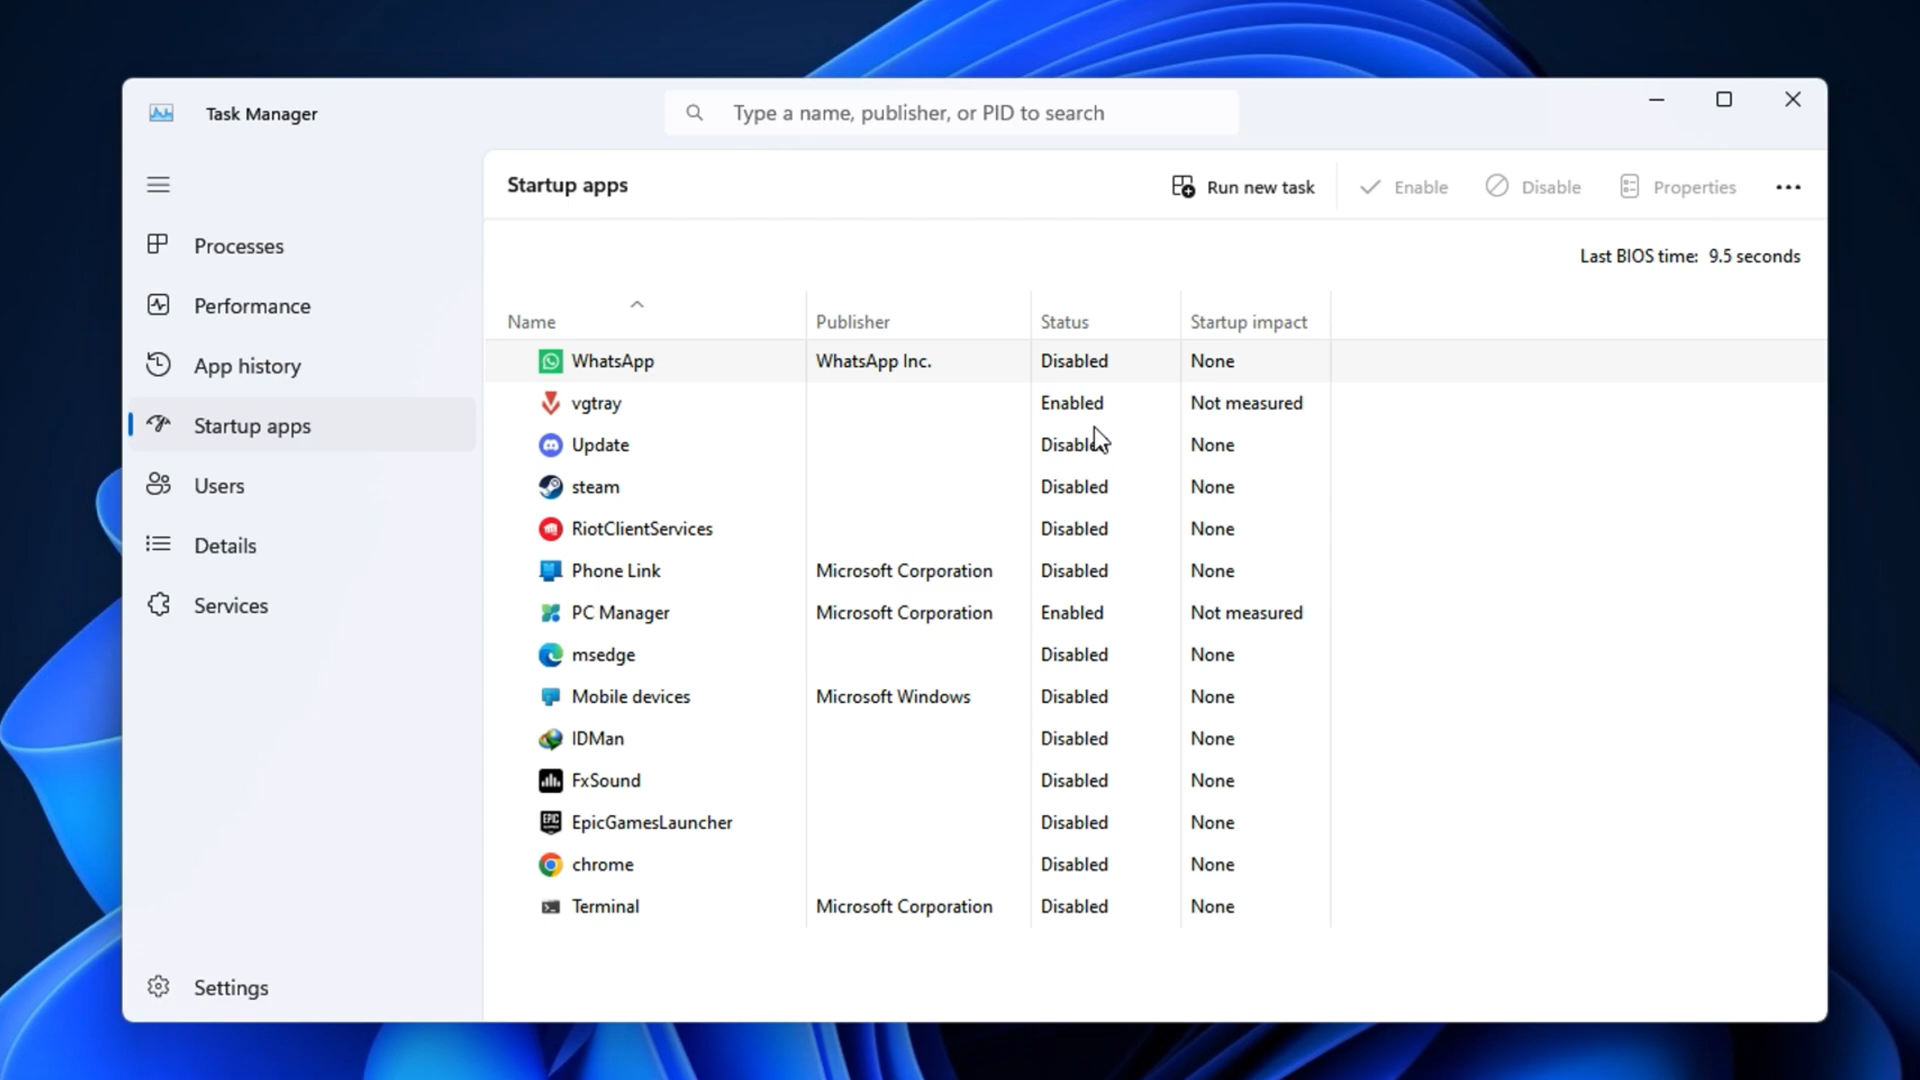 Task Manager
Type a name, publisher, or PID to search
Startup apps
Run new task Enable Disable Properties
Processes
Performance
App history
Startup apps
Users
Details
Services
Settings
Last BIOS time: 9.5 seconds
Name Publisher Status Startup impact
WhatsApp WhatsApp Inc. Disabled None
vgtray Enabled Not measured
Update Disabled None
steam Disabled None
RiotClientServices Disabled None
Phone Link Microsoft Corporation Disabled None
PC Manager Microsoft Corporation Enabled Not measured
msedge Disabled None
Mobile devices Microsoft Windows Disabled None
IDMan Disabled None
FxSound Disabled None
EPIC
EpicGamesLauncher Disabled None
chrome Disabled None
Terminal Microsoft Corporation Disabled None